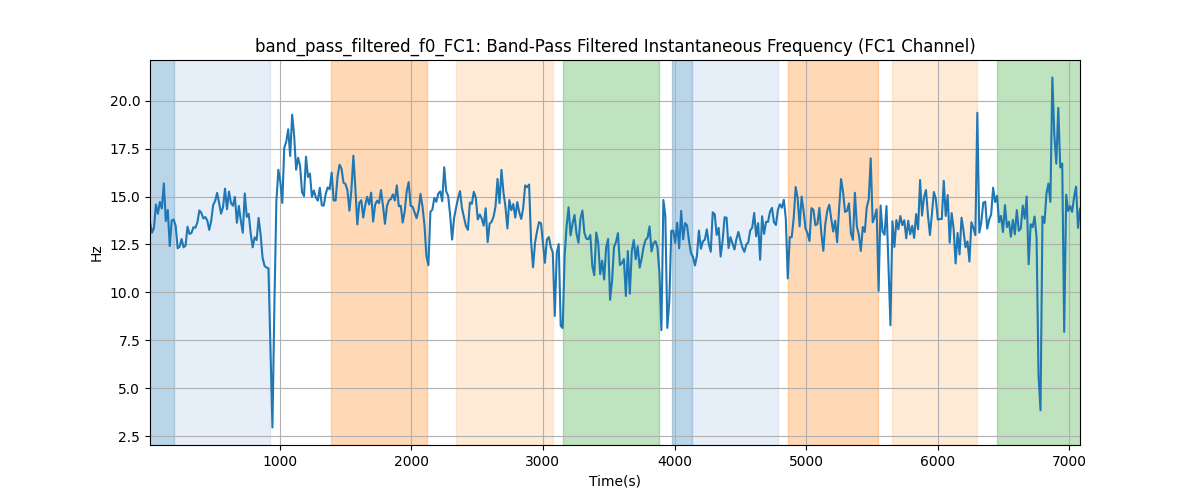 band_pass_filtered_f0_FC1: Band-Pass Filtered Instantaneous Frequency (FC1 Channel)
20.0
17.5
15.0
12.5
10.0
7.5
5.0
2.5
Hz
1000 2000 3000 4000 5000 6000 7000
Time(s)